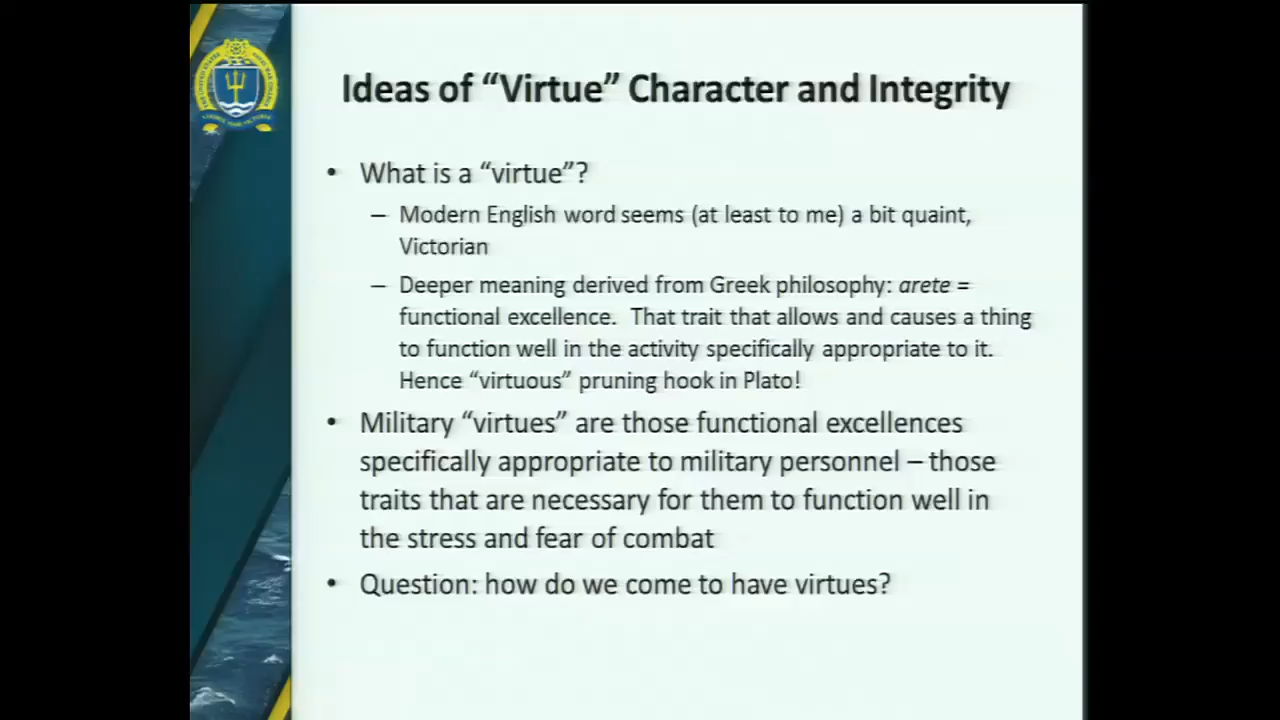 Ideas of “Virtue” Character and Integrity
• What is a “virtue”?
– Modern English word seems (at least to me) a bit quaint,
Victorian
– Deeper meaning derived from Greek philosophy: arete =
functional excellence.  That trait that allows and causes a thing
to function well in the activity specifically appropriate to it.
Hence “virtuous” pruning hook in Plato!
• Military “virtues” are those functional excellences
specifically appropriate to military personnel – those
traits that are necessary for them to function well in
the stress and fear of combat
• Question: how do we come to have virtues?